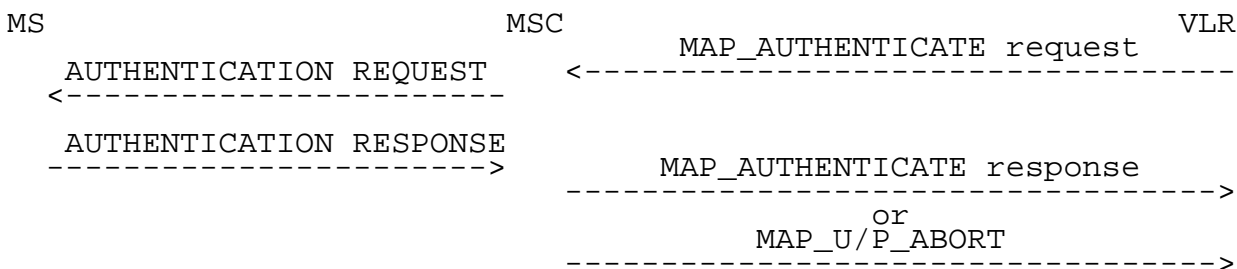 MS MSC VLR
MAP_AUTHENTICATE request
AUTHENTICATION REQUEST
AUTHENTICATION RESPONSE
MAP_AUTHENTICATE response
or
MAP_U/P_ABORT